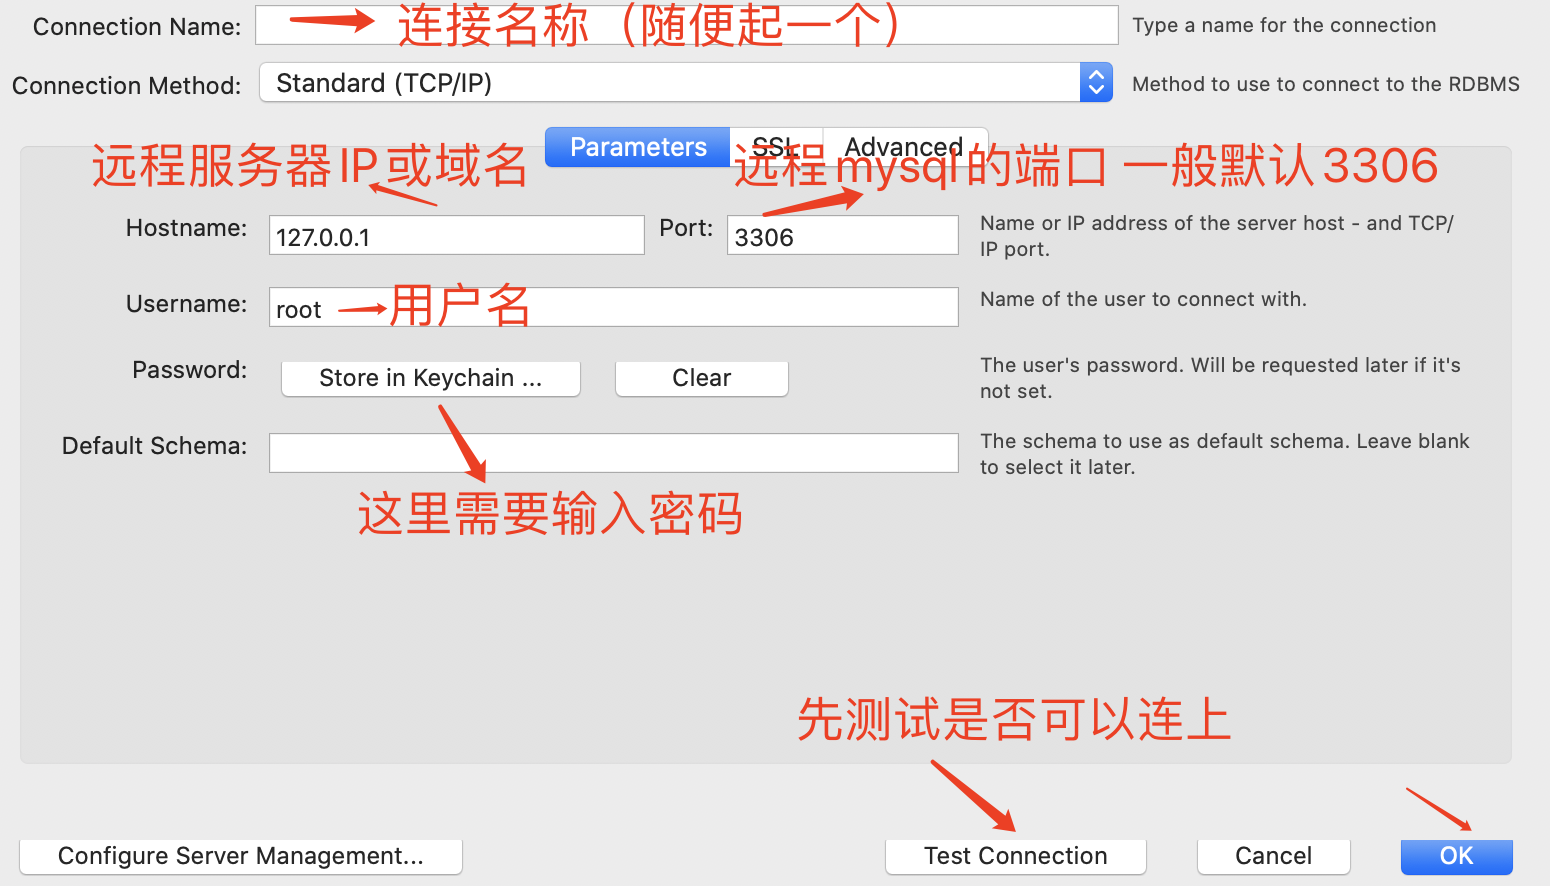 Connection Name: 连接名称（随便起一个） Type a name for the connection
Connection Method: Standard (TCP/IP) Method to use to connect to the RDBMS
Parameters SSL Advanced
远程服务器IP或域名 远程mysql的端口 一般默认3306
Hostname: 127.0.0.1 Port: 3306 Name or IP address of the server host - and TCP/
IP port.
Username: root 用户名 Name of the user to connect with.
Password: Store in Keychain ... Clear The user's password. Will be requested later if it's
not set.
Default Schema: The schema to use as default schema. Leave blank
to select it later.
这里需要输入密码
先测试是否可以连上
Configure Server Management... Test Connection Cancel OK